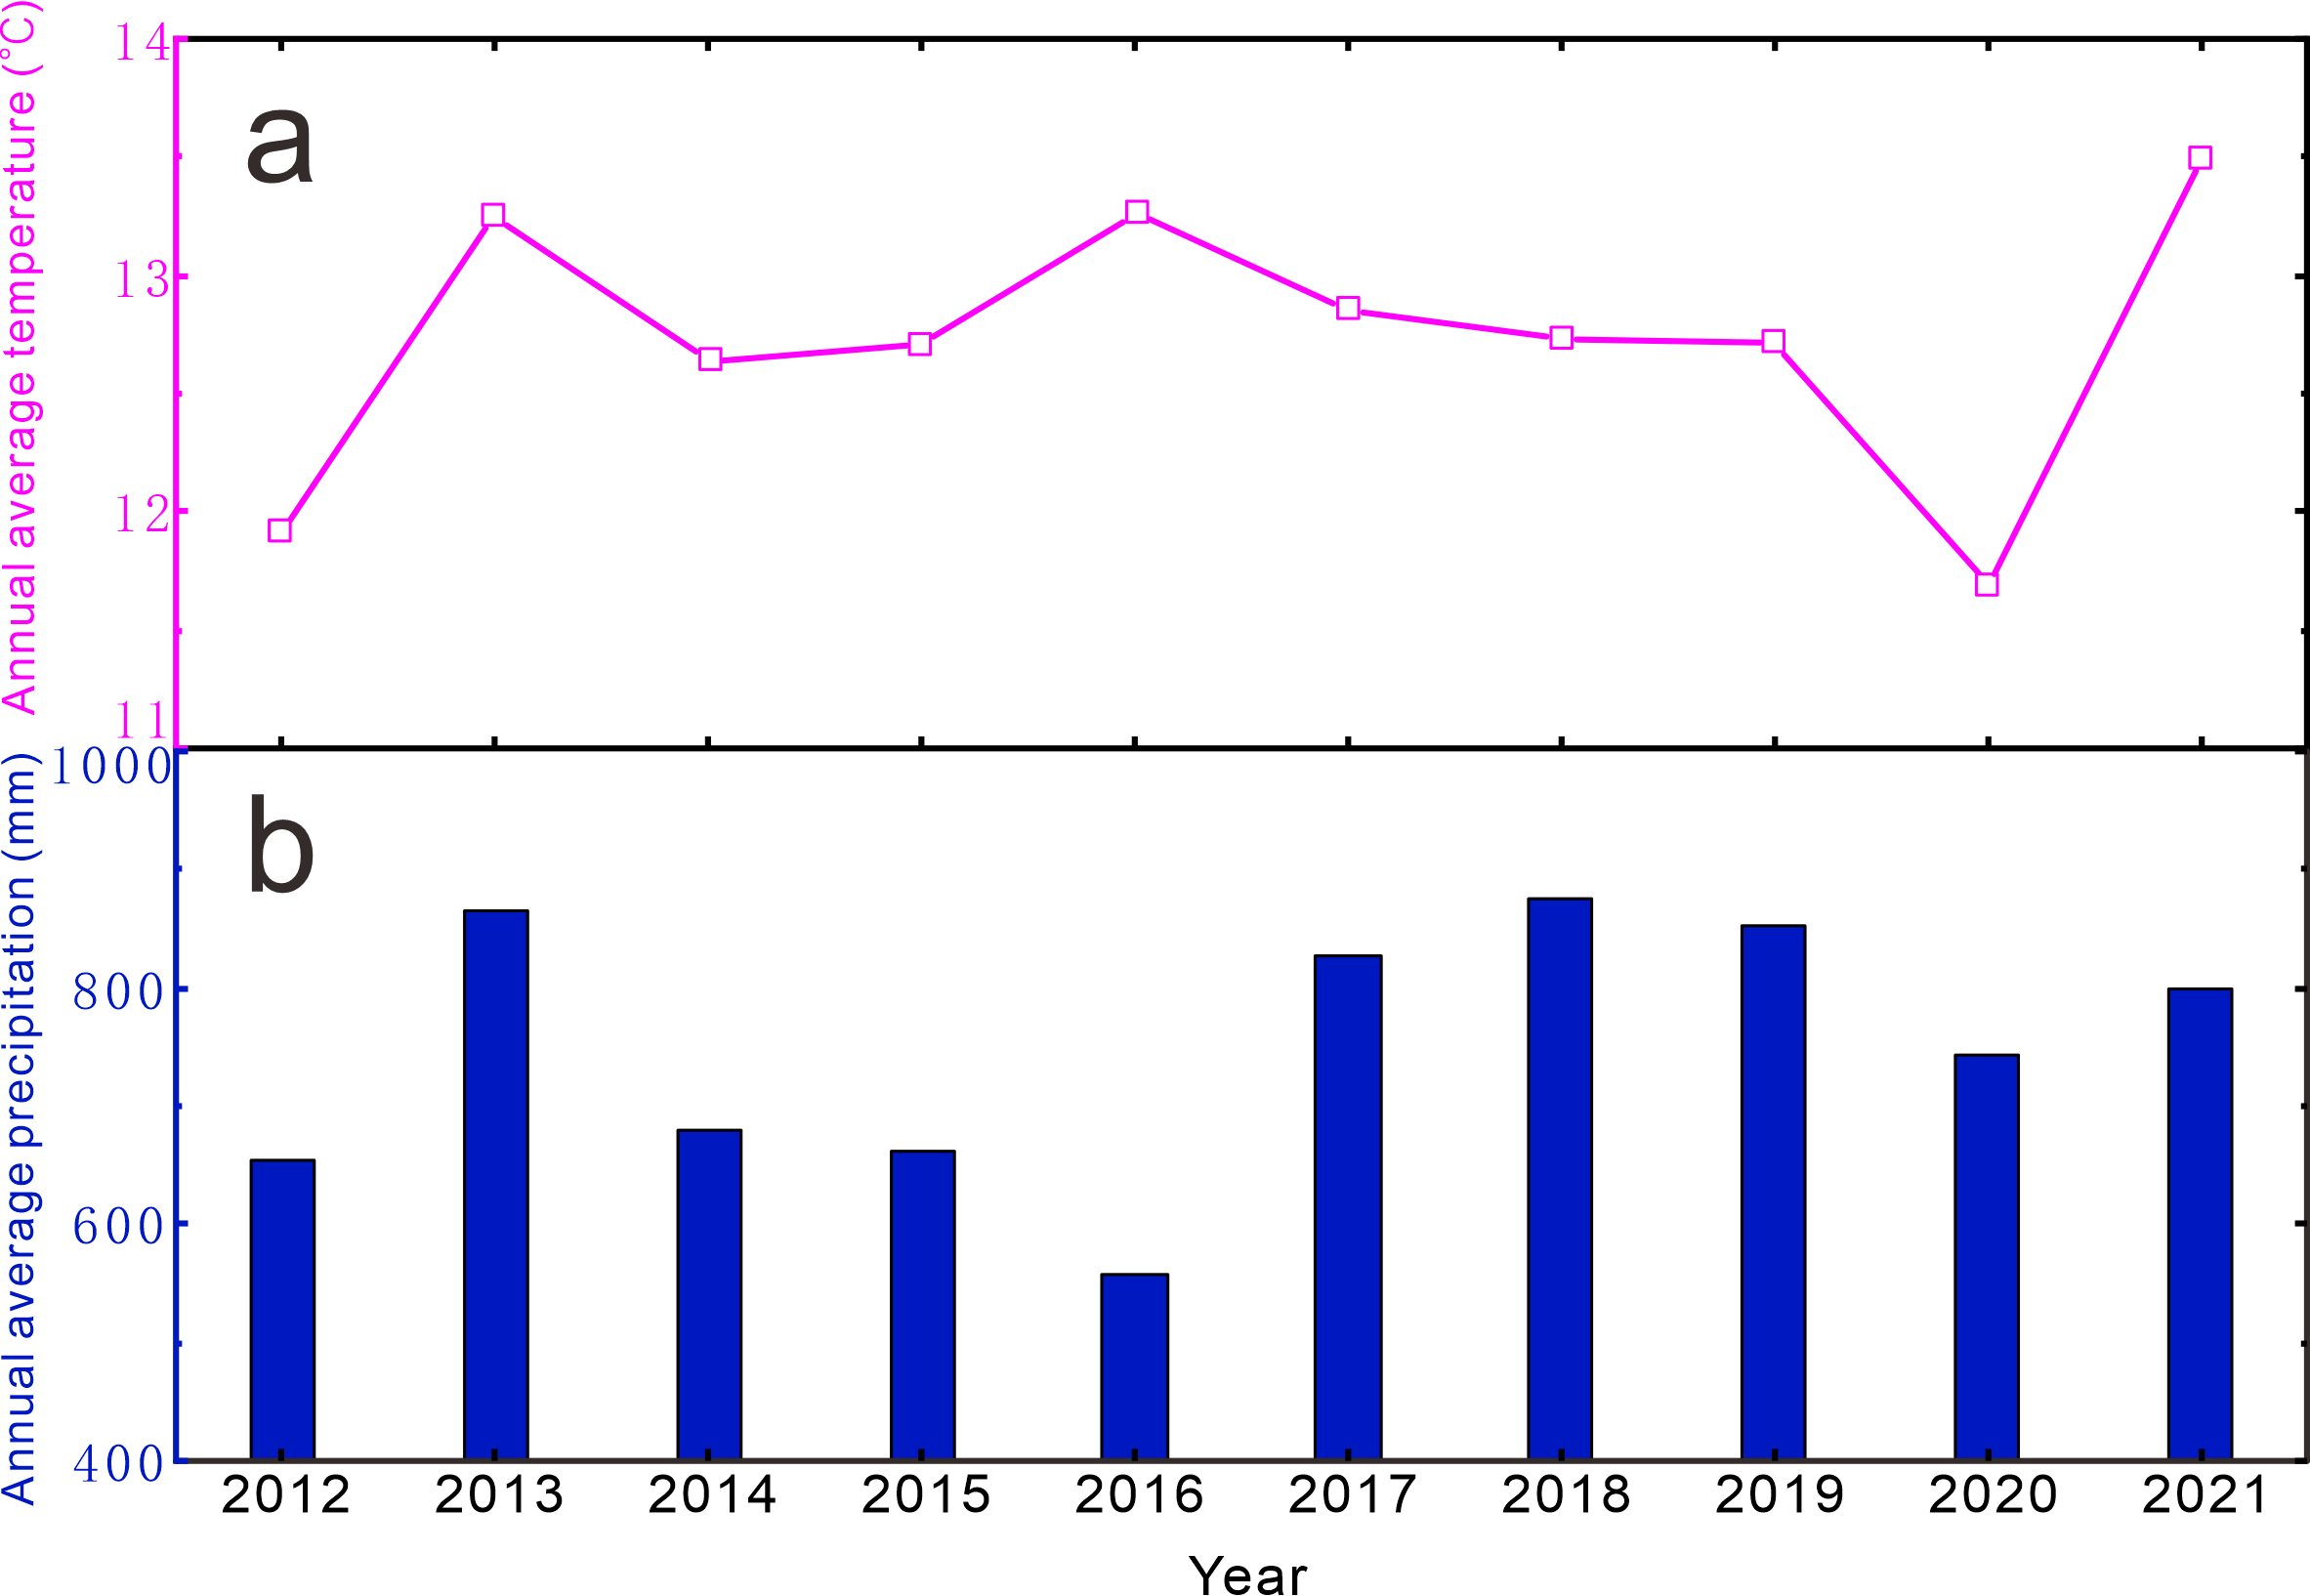 Annual average temperature (°C)
14
13
12
11
a
Annual average precipitation (mm)
1000
800
600
400
b
2012 2013 2014 2015 2016 2017 2018 2019 2020 2021
Year